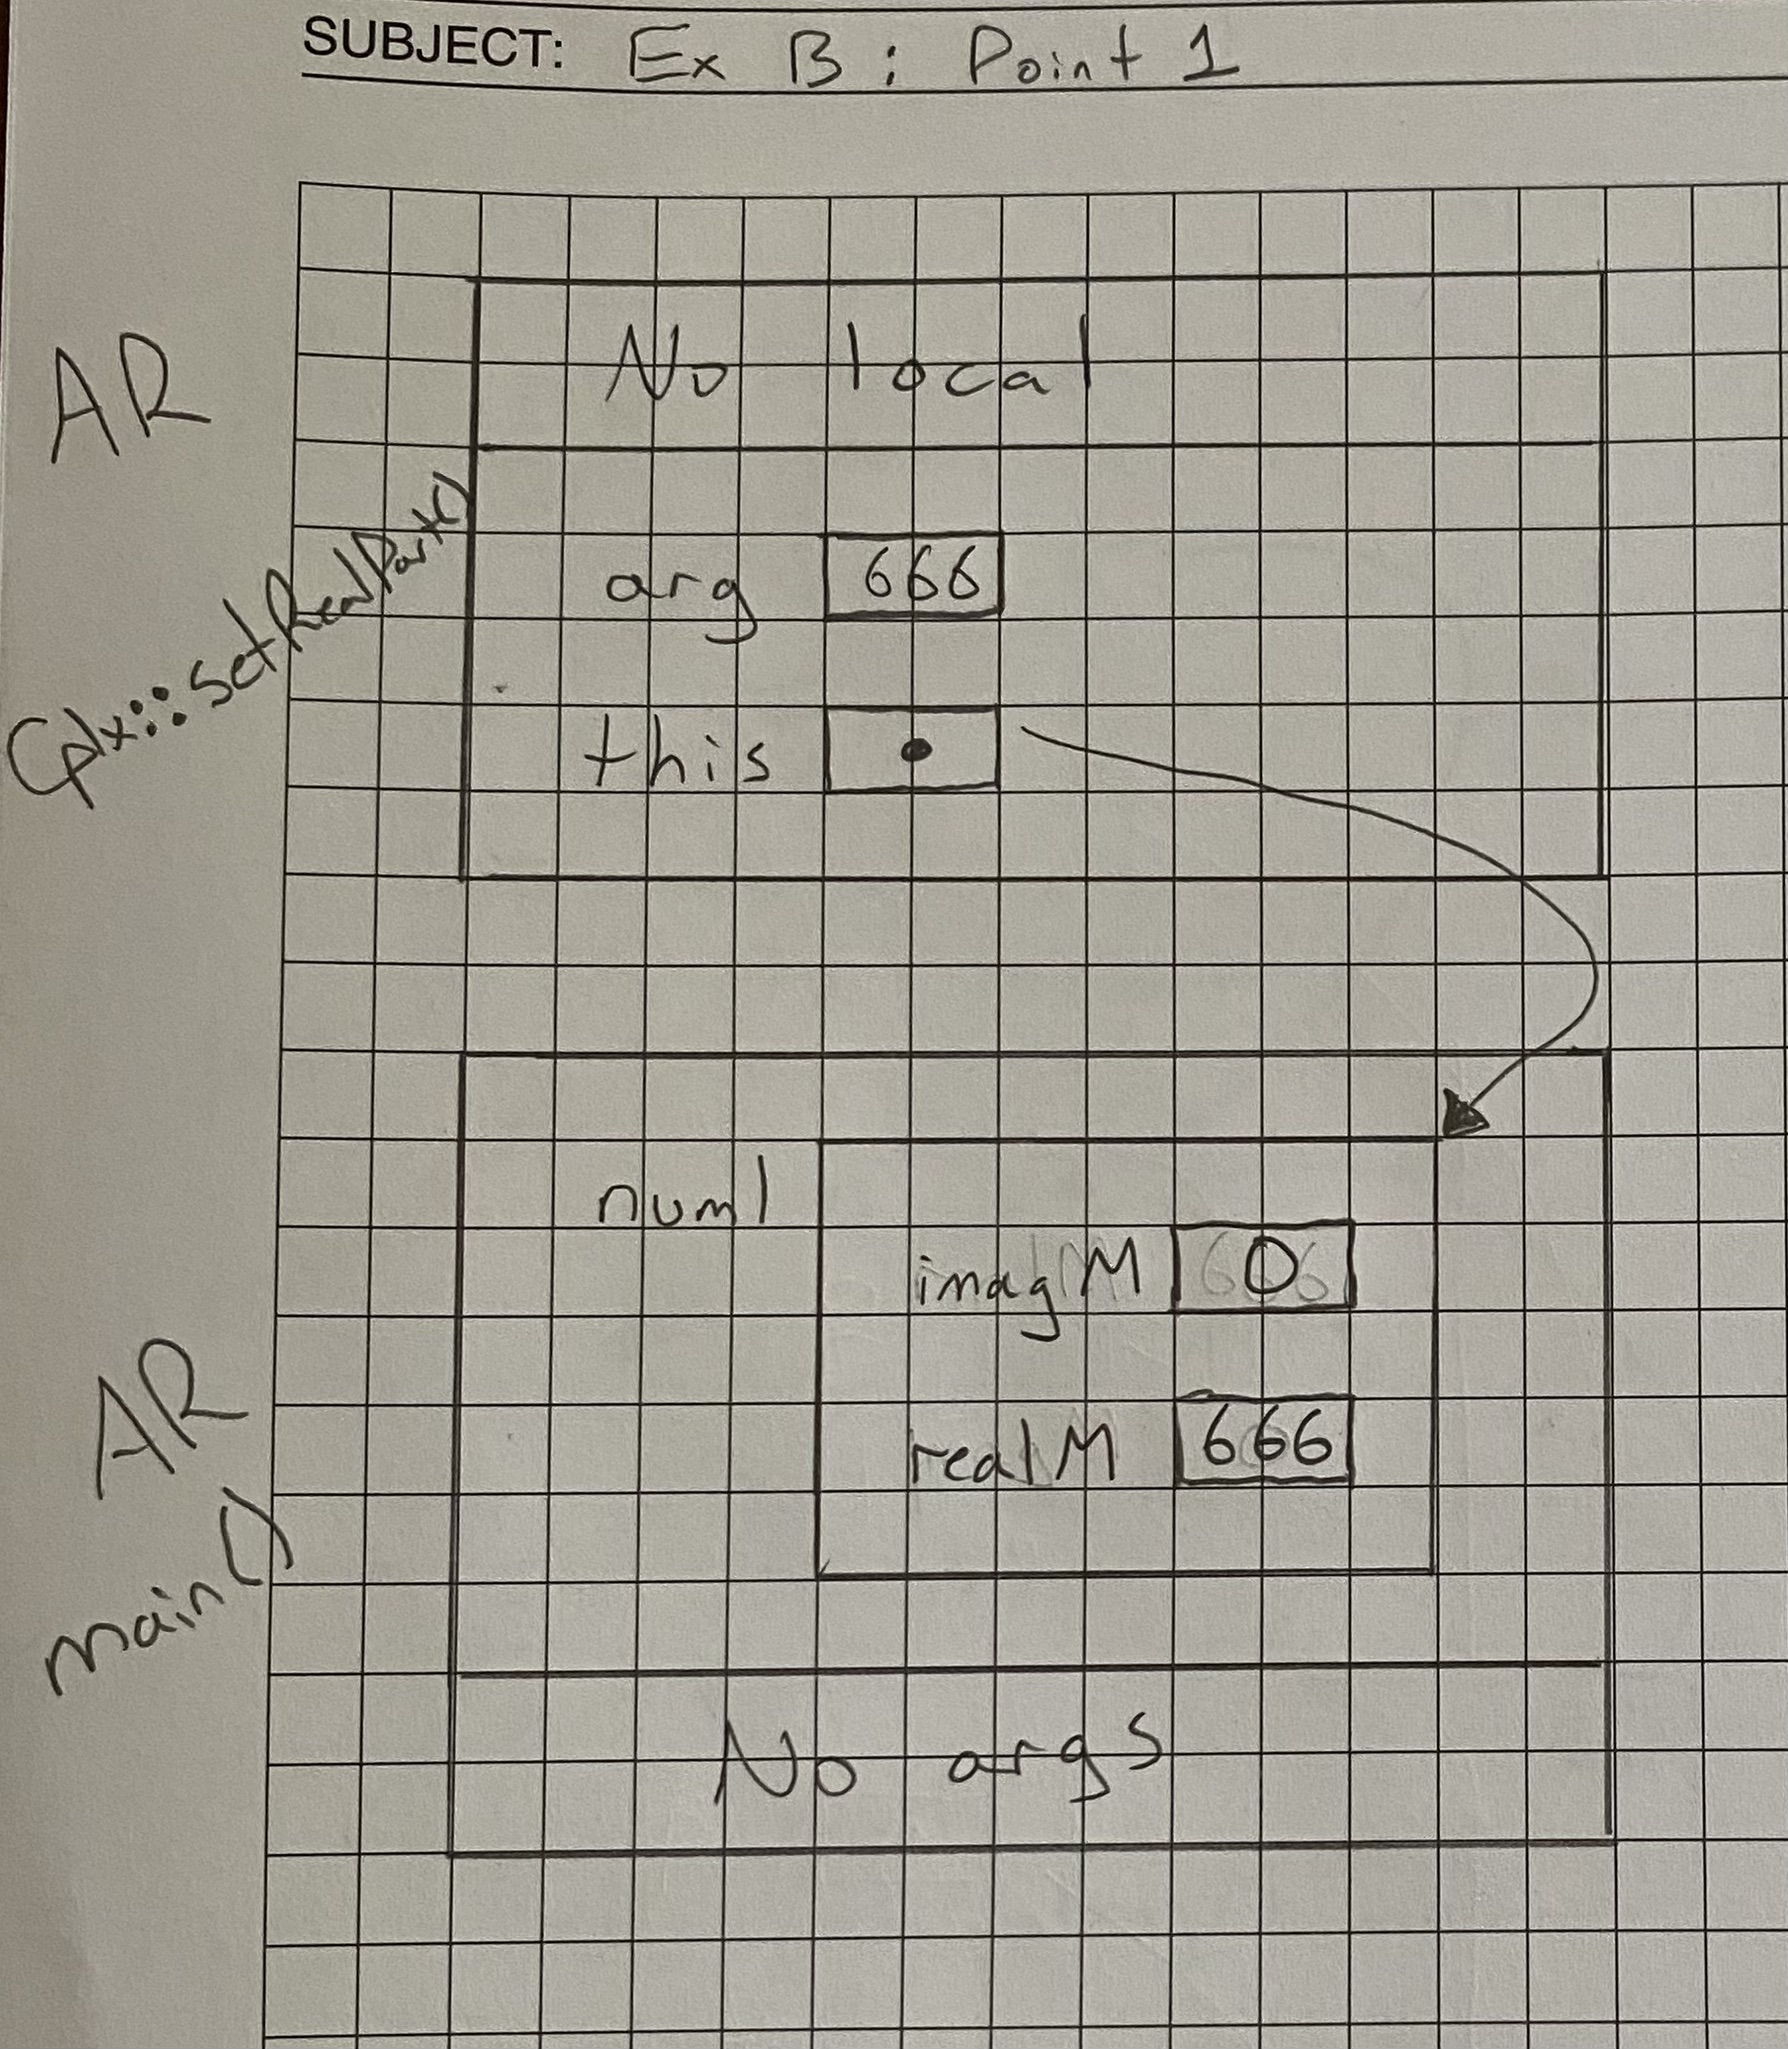 SUBJECT: Ex B : Point 1
AR
Cplx::setRealPart()
No local
arg 666
this
AR
main()
num1
imagM 0
realM 666
No args